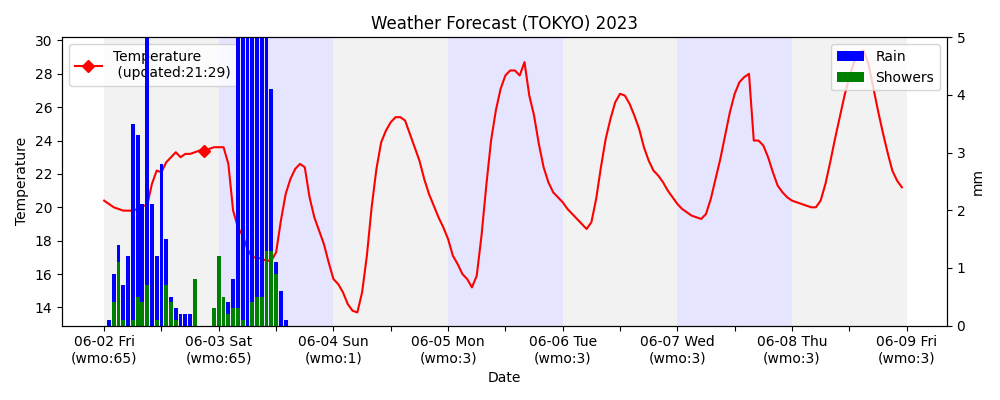 Weather Forecast (TOKYO) 2023
Temperature
(updated:21:29)
Rain
Showers
30
28
26
24
22
20
18
16
14
Temperature
5
4
3
2
1
0
mm
06-02 Fri 06-03 Sat 06-04 Sun 06-05 Mon 06-06 Tue 06-07 Wed 06-08 Thu 06-09 Fri
(wmo:65) (wmo:65) (wmo:1) (wmo:3) (wmo:3) (wmo:3) (wmo:3) (wmo:3)
Date